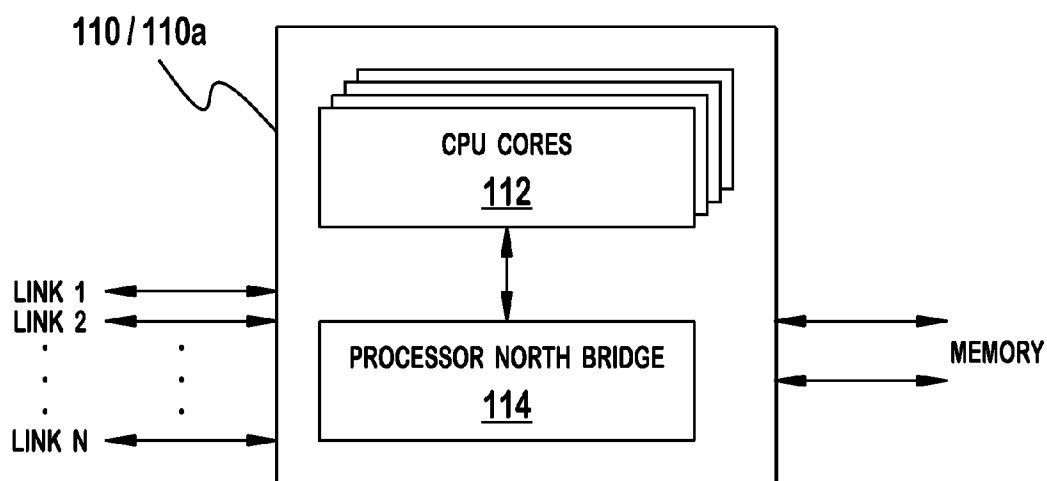 110 / 110a
CPU CORES
112
LINK 1
LINK 2
LINK N
PROCESSOR NORTH BRIDGE
114
MEMORY